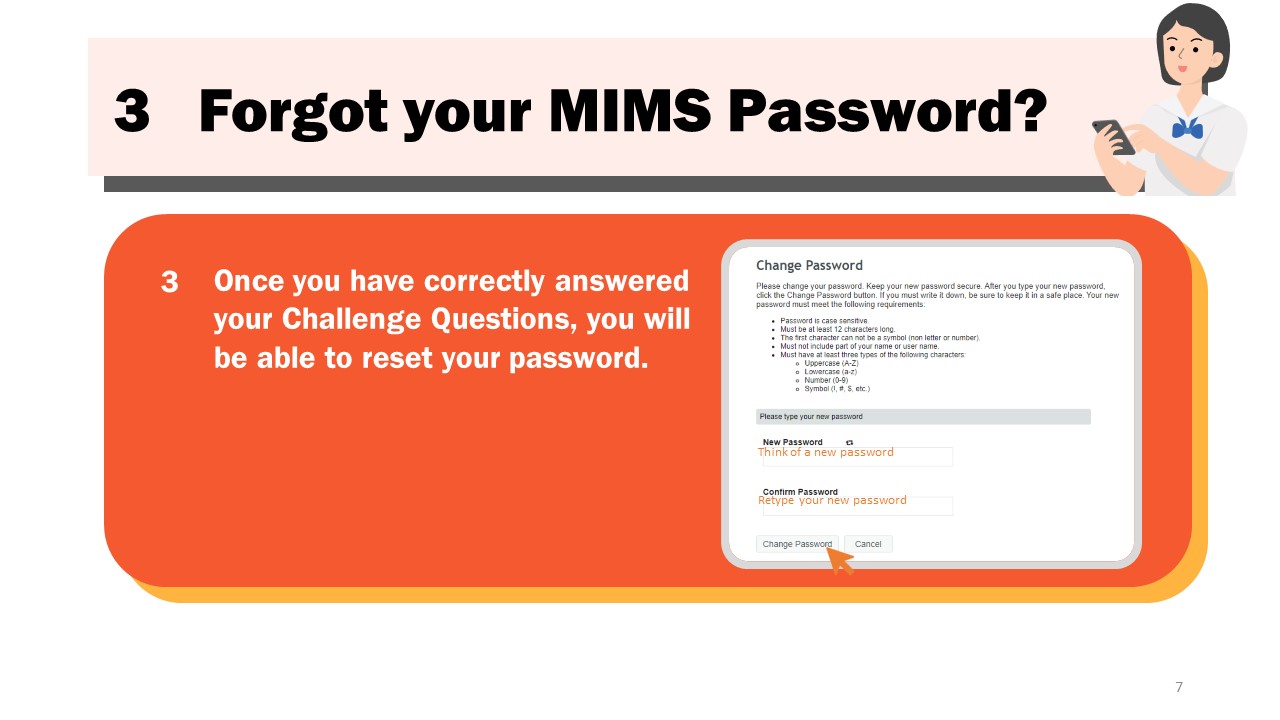 3 Forgot your MIMS Password?
3 Once you have correctly answered
your Challenge Questions, you will
be able to reset your password.
Change Password
Please change your password. Keep your new password secure. After you type your new password,
click the Change Password button. If you must write it down, be sure to keep it in a safe place. Your new
password must meet the following requirements:
• Password is case sensitive.
• Must be at least 12 characters long.
• The first character can not be a symbol (non letter or number).
• Must not include part of your name or user name.
• Must have at least three types of the following characters:
○ Uppercase (A-Z)
○ Lowercase (a-z)
○ Number (0-9)
○ Symbol (!, #, $, etc.)
Please type your new password
New Password
Think of a new password
Confirm Password
Retype your new password
Change Password Cancel
7